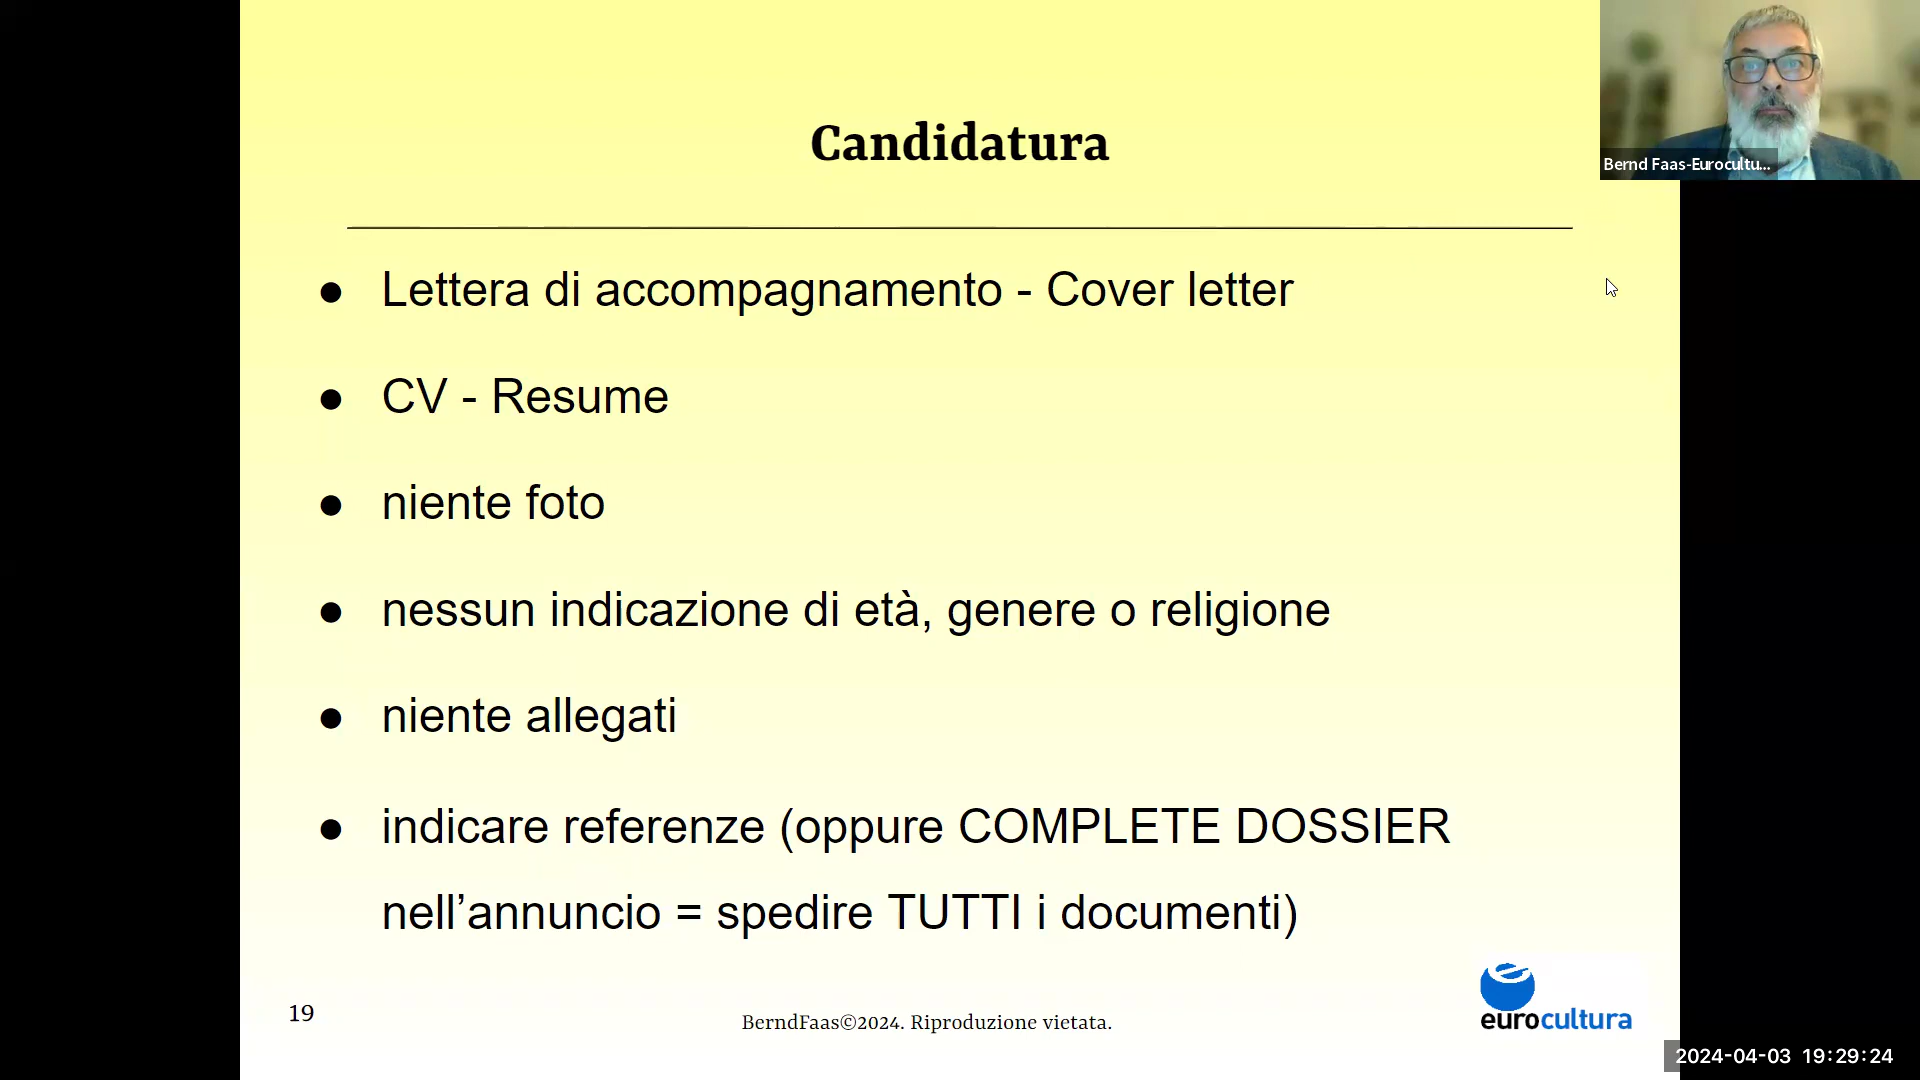 Candidatura
Bernd Faas-Eurocultu...
● Lettera di accompagnamento - Cover letter
● CV - Resume
● niente foto
● nessun indicazione di età, genere o religione
● niente allegati
● indicare referenze (oppure COMPLETE DOSSIER
nell’annuncio = spedire TUTTI i documenti)
19
BerndFaas©2024. Riproduzione vietata.
eurocultura
2024-04-03 19:29:24